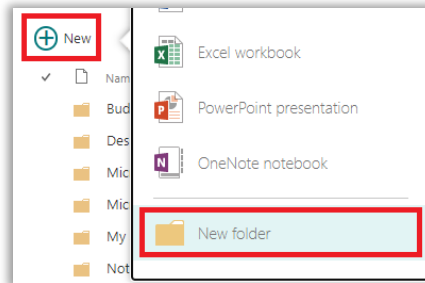 New
Excel workbook
Nam
Bud
PowerPoint presentation
Des
Mic
OneNote notebook
Mic
My
New folder
Not